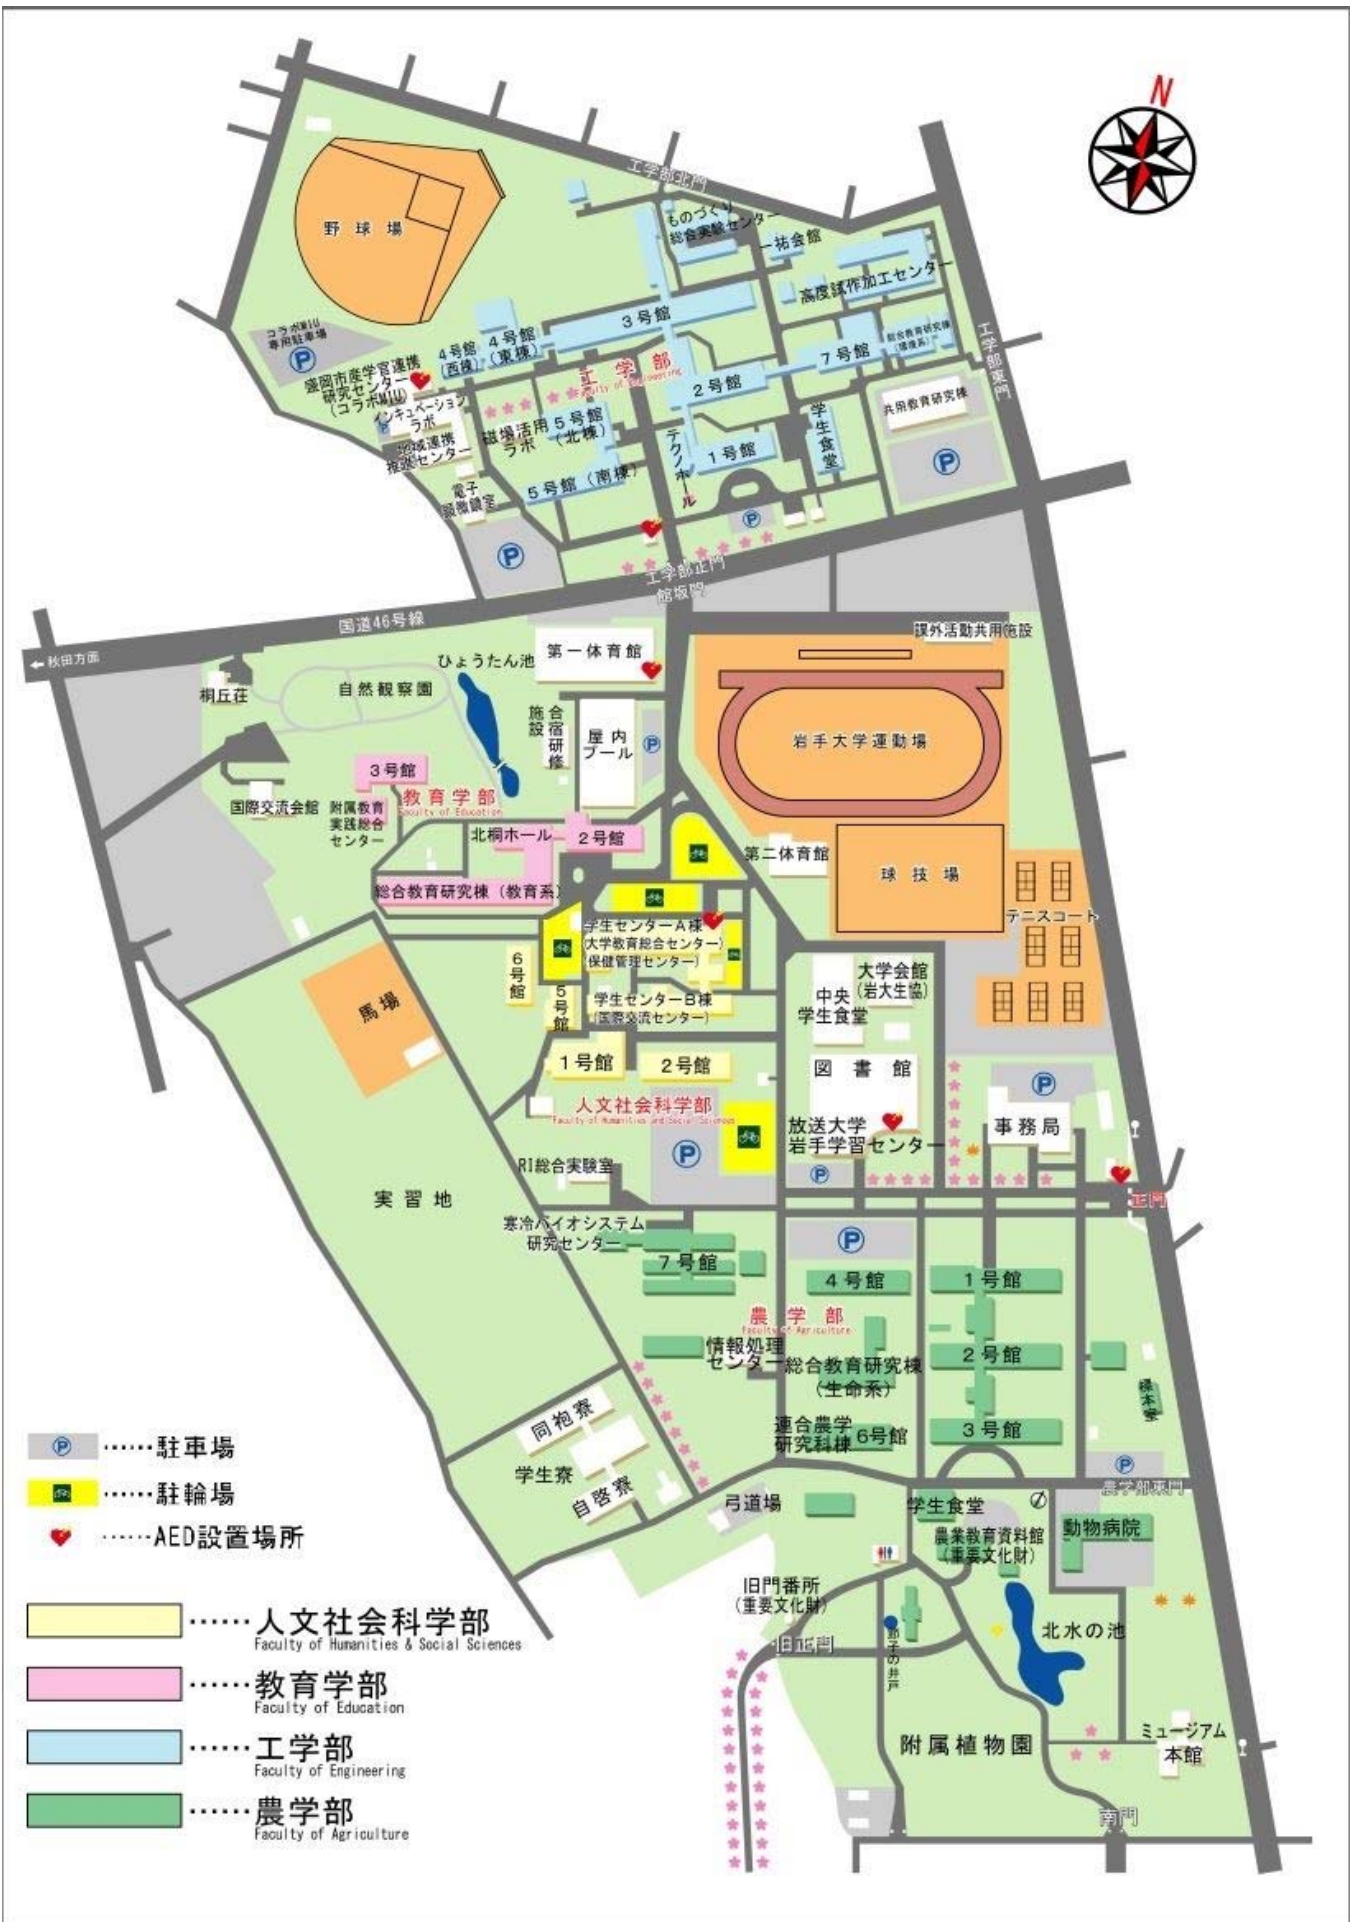 N
工学部北門
ものづくり
総合実験センター
一祐会館
高度試作加工センター
野球場
3号館
コラボMIU
専用駐車場
P
4号館
(西棟)
4号館
(東棟)
7号館
総合教育研究棟
(環境系)
工学部東門
盛岡市産学官連携
研究センター
(コラボMIU)
工学部
Faculty of Engineering
2号館
共用教育研究棟
インキュベーション
ラボ
P
磁場活用
ラボ
5号館
(北棟)
テクノホール
1号館
学生食堂
地域連携
推進センター
P
5号館(南棟)
電子
顕微鏡室
P
P
工学部正門
館坂門
国道46号線
←秋田方面
課外活動共用施設
第一体育館
ひょうたん池
自然観察園
桐丘荘
合宿研修
施設
屋内
プール
P
岩手大学運動場
3号館
教育学部
Faculty of Education
国際交流会館
附属教育
実践総合
センター
北桐ホール
2号館
第二体育館
球技場
総合教育研究棟(教育系)
テニスコート
学生センターA棟
(大学教育総合センター)
(保健管理センター)
6号館
5号館
学生センターB棟
(国際交流センター)
大学会館
(岩大生協)
中央
学生食堂
馬場
1号館
2号館
図書館
P
人文社会科学部
Faculty of Humanities and Social Sciences
放送大学
岩手学習センター
事務局
P
RI総合実験室
P
正門
実習地
寒冷バイオシステム
研究センター
7号館
P
4号館
1号館
農学部
Faculty of Agriculture
情報処理
センター
総合教育研究棟
(生命系)
2号館
標本室
同袍寮
連合農学
研究科棟
6号館
3号館
学生寮
自啓寮
P
農学部東門
弓道場
学生食堂
農業教育資料館
(重要文化財)
動物病院
旧門番所
(重要文化財)
旧正門
北水の池
附属植物園
ミュージアム
本館
南門
P ……駐車場
……駐輪場
……AED設置場所
……人文社会科学部
Faculty of Humanities & Social Sciences
……教育学部
Faculty of Education
……工学部
Faculty of Engineering
……農学部
Faculty of Agriculture